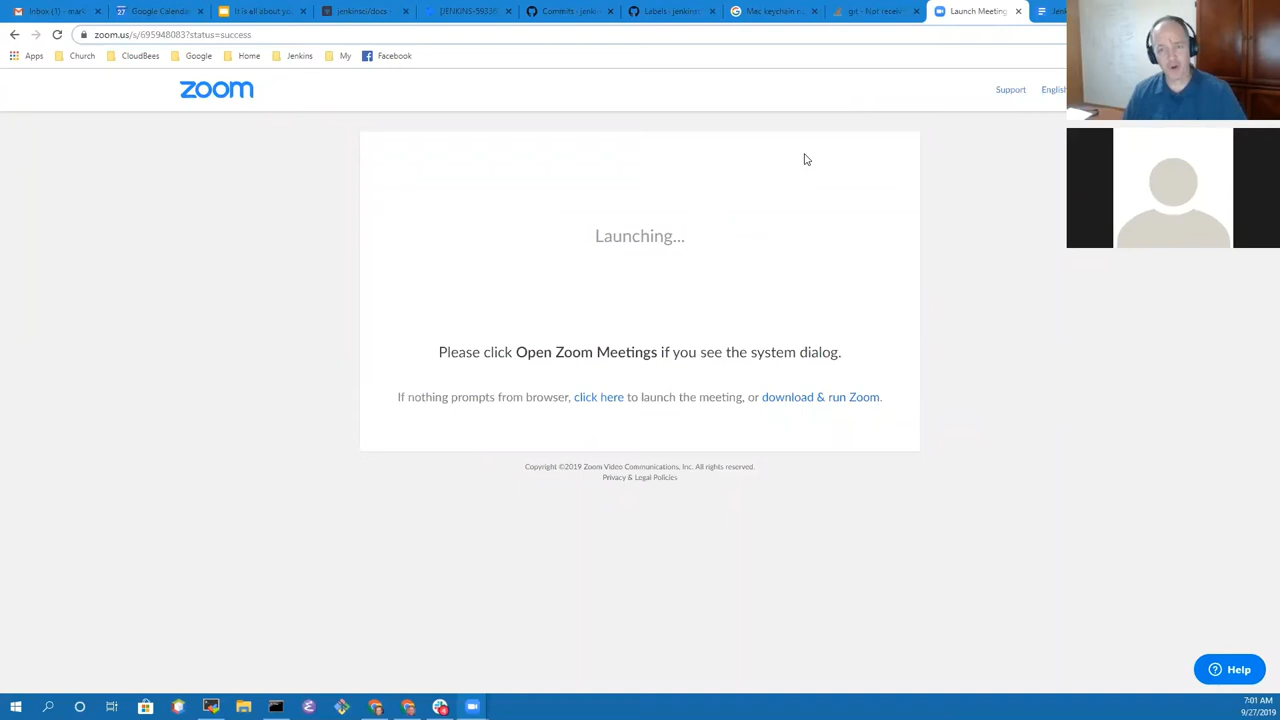 Inbox (1) - mark
Google Calenda
It is all about yo
jenkinsci/docs
[JENKINS-59336
Commits · jenkins
Labels · jenkinsc
Mac keychain n
git - Not receiv
Launch Meeting
Jenk
zoom.us/s/695948083?status=success
Apps
Church
CloudBees
Google
Home
Jenkins
My
Facebook
zoom
Support
English
Launching...
Please click Open Zoom Meetings if you see the system dialog.
If nothing prompts from browser, click here to launch the meeting, or download & run Zoom.
Copyright ©2019 Zoom Video Communications, Inc. All rights reserved.
Privacy & Legal Policies
Help
7:01 AM
9/27/2019